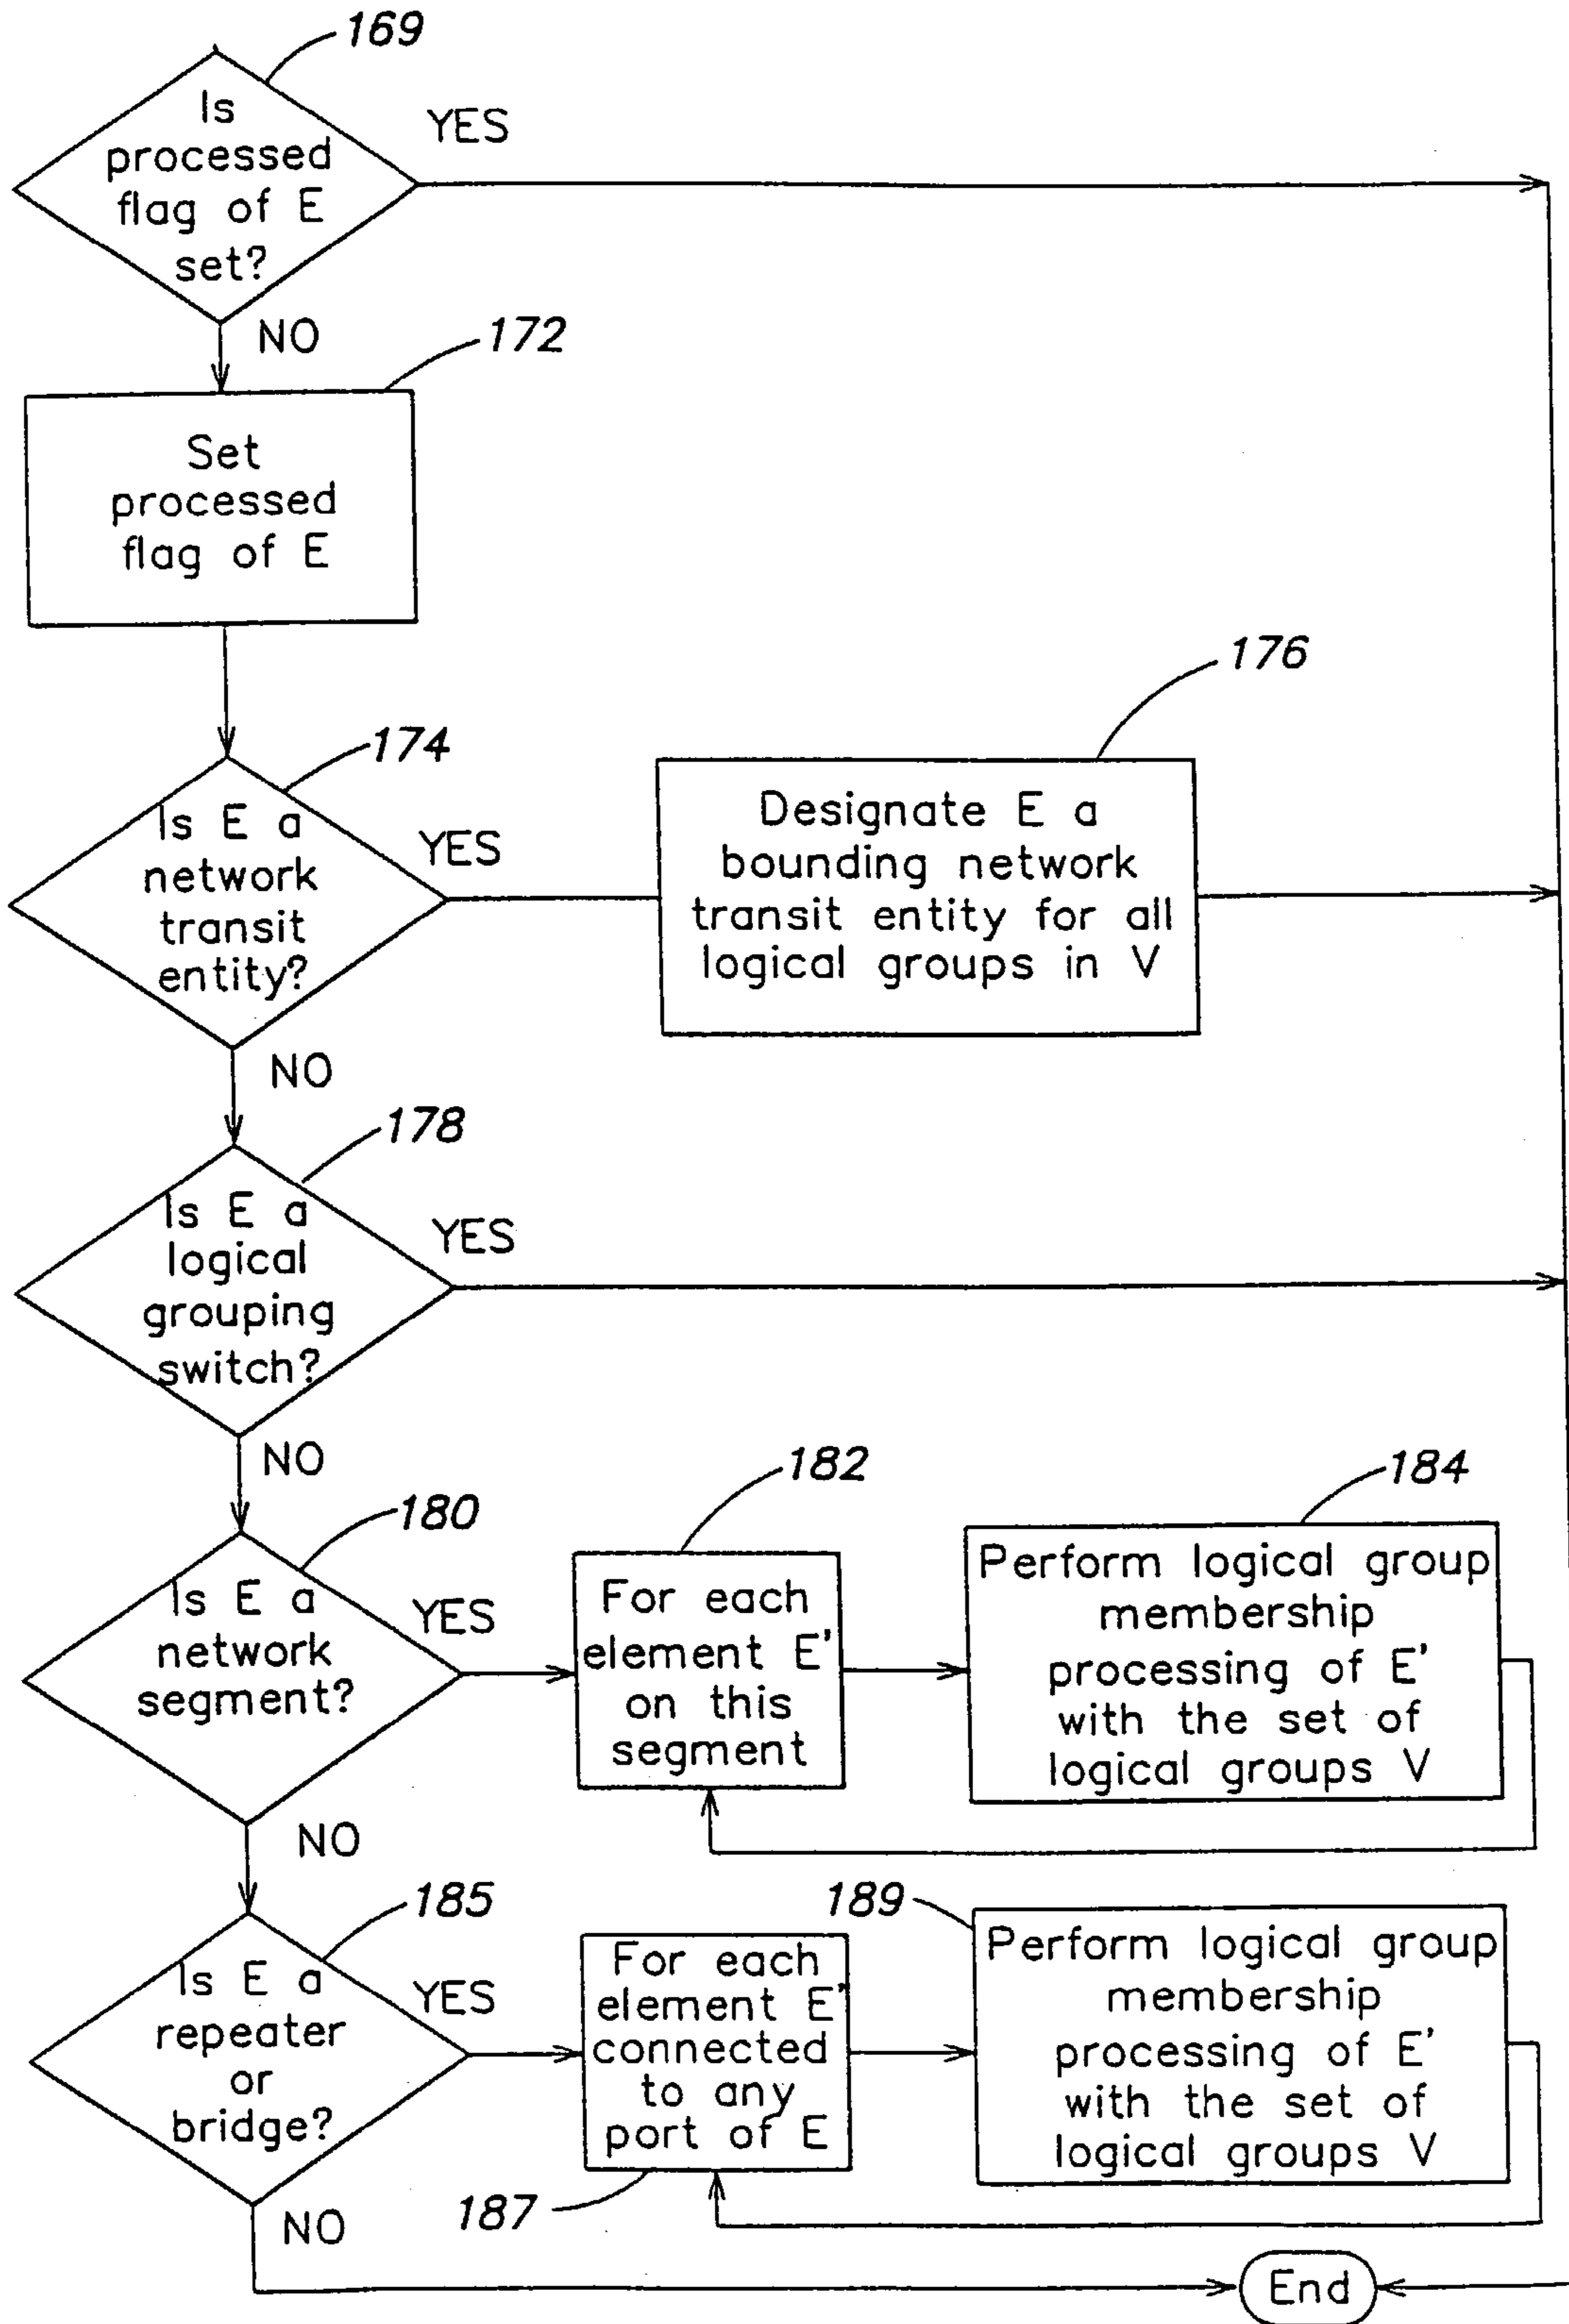 169
Is
processed
flag of E
set?
YES
NO
172
Set
processed
flag of E
174
Is E a
network
transit
entity?
YES
176
Designate E a
bounding network
transit entity for all
logical groups in V
NO
178
Is E a
logical
grouping
switch?
YES
NO
180
Is E a
network
segment?
YES
182
For each
element E'
on this
segment
184
Perform logical group
membership
processing of E'
with the set of
logical groups V
NO
185
Is E a
repeater
or
bridge?
YES
187
For each
element E'
connected
to any
port of E
189
Perform logical group
membership
processing of E'
with the set of
logical groups V
NO
End